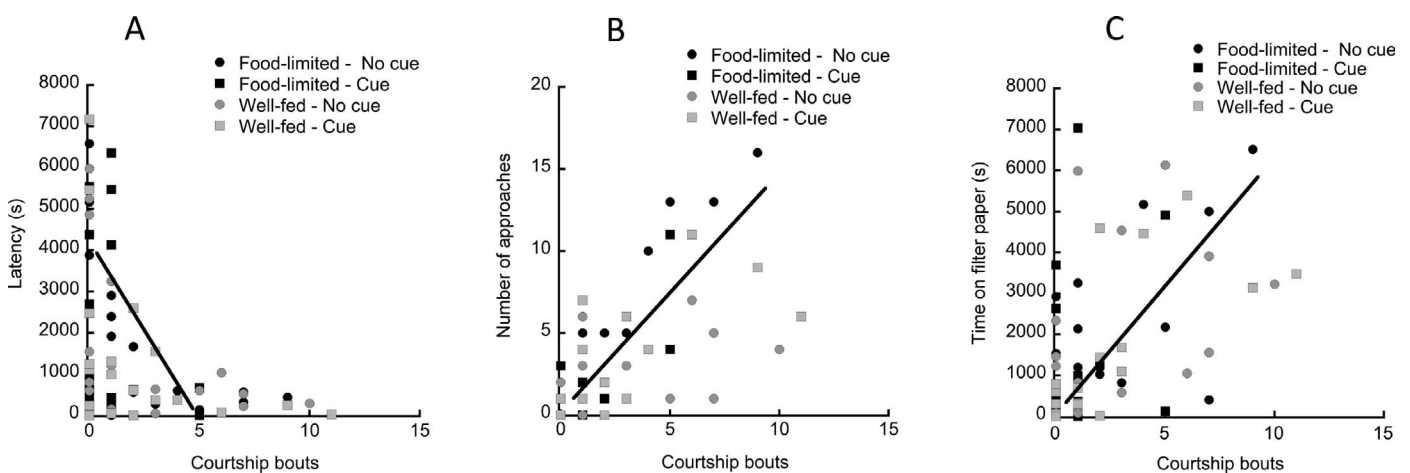 A
Food-limited - No cue
Food-limited - Cue
Well-fed - No cue
Well-fed - Cue
8000
7000
6000
5000
4000
3000
2000
1000
0
Latency (s)
0 5 10 15
Courtship bouts
B
Food-limited - No cue
Food-limited - Cue
Well-fed - No cue
Well-fed - Cue
20
15
10
5
0
Number of approaches
0 5 10 15
Courtship bouts
C
Food-limited - No cue
Food-limited - Cue
Well-fed - No cue
Well-fed - Cue
8000
7000
6000
5000
4000
3000
2000
1000
0
Time on filter paper (s)
0 5 10 15
Courtship bouts